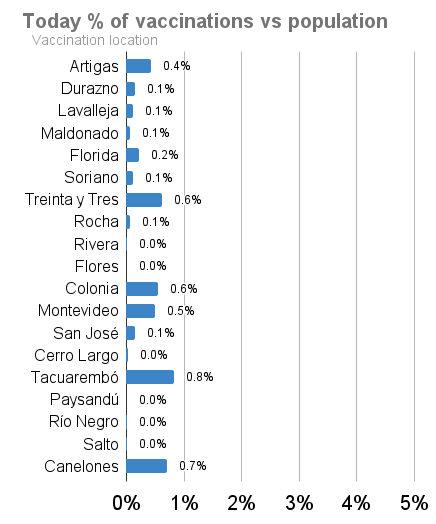 Today % of vaccinations vs population
Vaccination location
Artigas 0.4%
Durazno 0.1%
Lavalleja 0.1%
Maldonado 0.1%
Florida 0.2%
Soriano 0.1%
Treinta y Tres 0.6%
Rocha 0.1%
Rivera 0.0%
Flores 0.0%
Colonia 0.6%
Montevideo 0.5%
San José 0.1%
Cerro Largo 0.0%
Tacuarembó 0.8%
Paysandú 0.0%
Río Negro 0.0%
Salto 0.0%
Canelones 0.7%
0% 1% 2% 3% 4% 5%